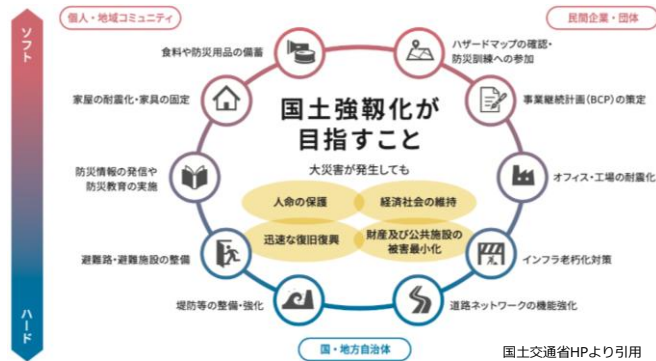 ソフト
ハード
個人・地域コミュニティ
民間企業・団体
食料や防災用品の備蓄
ハザードマップの確認・
防災訓練への参加
家屋の耐震化・家具の固定
事業継続計画(BCP)の策定
国土強靱化が
目指すこと
大災害が発生しても
人命の保護
経済社会の維持
迅速な復旧復興
財産及び公共施設の
被害最小化
防災情報の発信や
防災教育の実施
オフィス・工場の耐震化
避難路・避難施設の整備
インフラ老朽化対策
堤防等の整備・強化
道路ネットワークの機能強化
国・地方自治体
国土交通省HPより引用